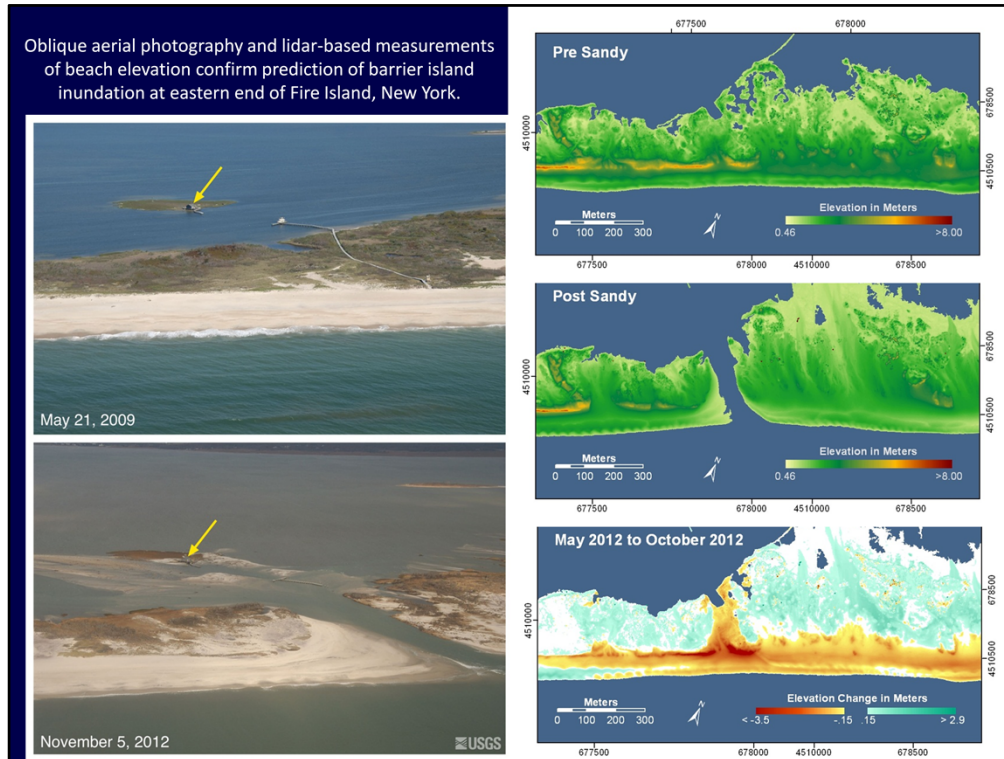 Oblique aerial photography and lidar-based measurements
of beach elevation confirm prediction of barrier island
inundation at eastern end of Fire Island, New York.
May 21, 2009
November 5, 2012
USGS
677500
678000
Pre Sandy
4510000
678500
4510500
Meters
0 100 200 300
N
Elevation in Meters
0.46
>8.00
677500
678000
4510000
678500
Post Sandy
4510000
678500
4510500
Meters
0 100 200 300
N
Elevation in Meters
0.46
>8.00
677500
678000
4510000
678500
May 2012 to October 2012
4510000
678500
4510500
Meters
0 100 200 300
N
Elevation Change in Meters
< -3.5
-.15
.15
> 2.9
677500
678000
4510000
678500